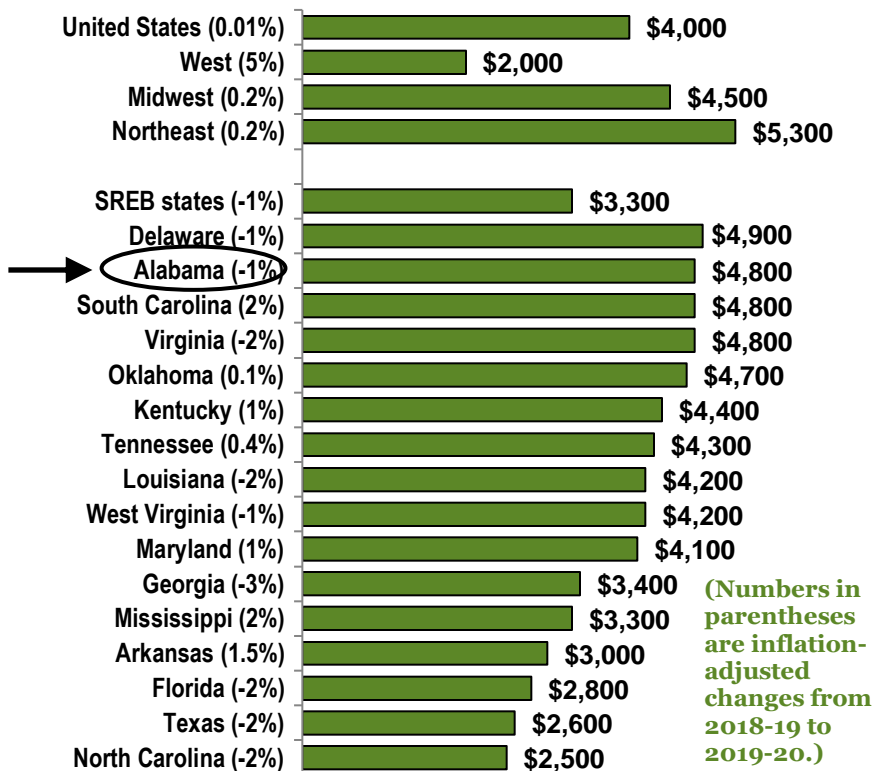 United States (0.01%) $4,000
West (5%) $2,000
Midwest (0.2%) $4,500
Northeast (0.2%) $5,300
SREB states (-1%) $3,300
Delaware (-1%) $4,900
Alabama (-1%) $4,800
South Carolina (2%) $4,800
Virginia (-2%) $4,800
Oklahoma (0.1%) $4,700
Kentucky (1%) $4,400
Tennessee (0.4%) $4,300
Louisiana (-2%) $4,200
West Virginia (-1%) $4,200
Maryland (1%) $4,100
Georgia (-3%) $3,400
Mississippi (2%) $3,300
Arkansas (1.5%) $3,000
Florida (-2%) $2,800
Texas (-2%) $2,600
North Carolina (-2%) $2,500
(Numbers in
parentheses
are inflation-
adjusted
changes from
2018-19 to
2019-20.)